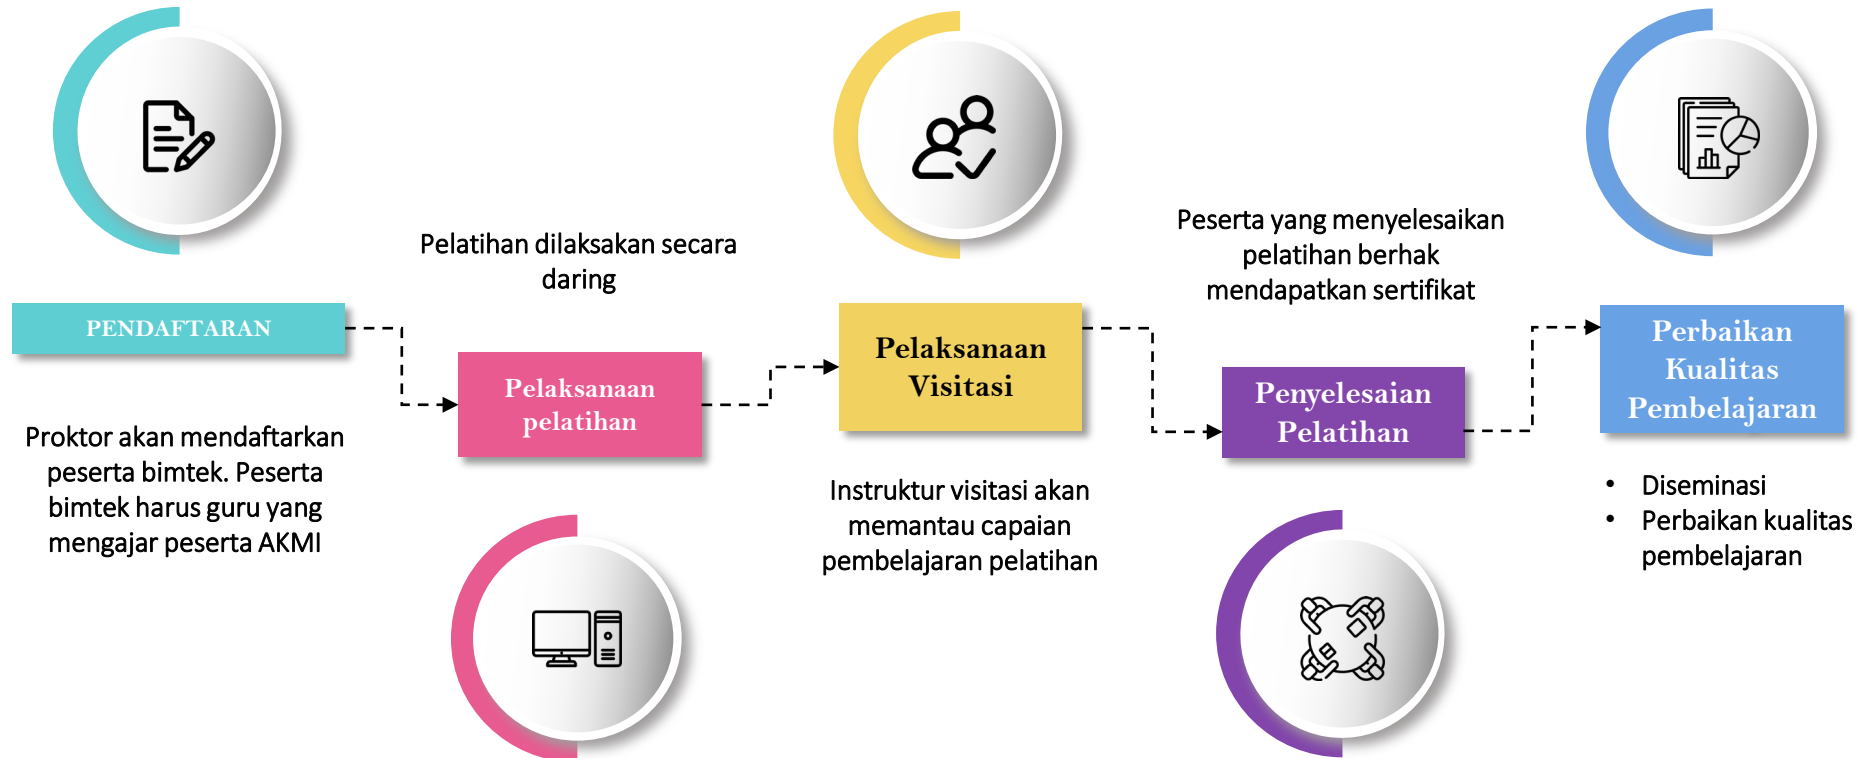 PENDAFTARAN
Proktor akan mendaftarkan
peserta bimtek. Peserta
bimtek harus guru yang
mengajar peserta AKMI
Pelatihan dilaksakan secara
daring
Pelaksanaan
pelatihan
Pelaksanaan
Visitasi
Instruktur visitasi akan
memantau capaian
pembelajaran pelatihan
Peserta yang menyelesaikan
pelatihan berhak
mendapatkan sertifikat
Penyelesaian
Pelatihan
Perbaikan
Kualitas
Pembelajaran
• Diseminasi
• Perbaikan kualitas
pembelajaran